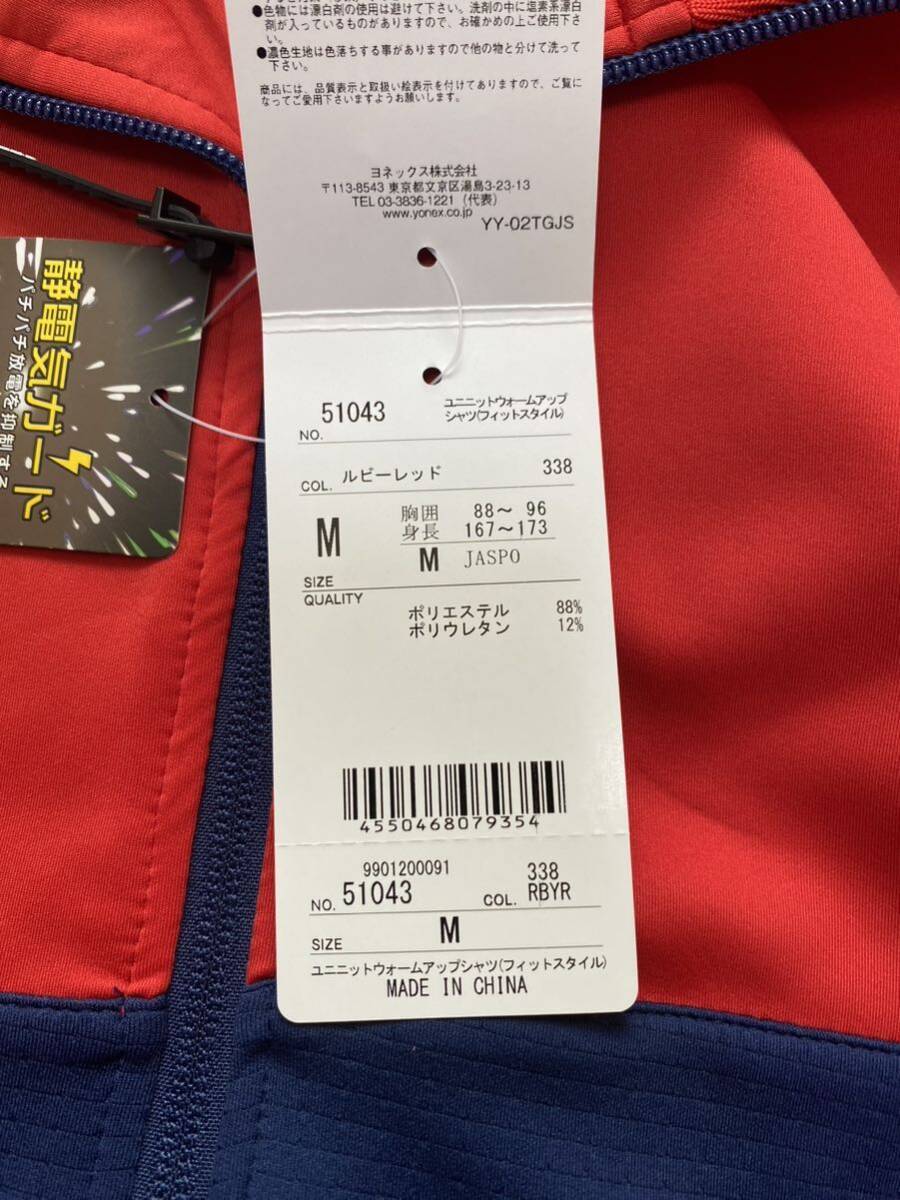 ●色物には漂白剤の使用は避けて下さい。洗剤の中に塩素系漂白
剤が入っているものがありますので、お確かめの上ご使用下さ
い。
●濃色生地は色落ちする事がありますので他の物と分けて洗って
下さい。
商品には、品質表示と取扱い絵表示を付けてありますので、ご覧に
なってご愛用下さいますようお願いします。
ヨネックス株式会社
〒113-8543 東京都文京区湯島3-23-13
TEL 03-3836-1221 (代表)
www.yonex.co.jp
YY-02TGJS
静電気ガード
パチパチ放電を抑制する
NO. 51043 ユニニットウォームアップ
シャツ(フィットスタイル)
COL. ルビーレッド 338
M 胸囲 88〜 96
身長 167〜173
SIZE M JASPO
QUALITY
ポリエステル 88%
ポリウレタン 12%
4550468079354
9901200091
NO. 51043 COL. 338
RBYR
SIZE M
ユニニットウォームアップシャツ(フィットスタイル)
MADE IN CHINA